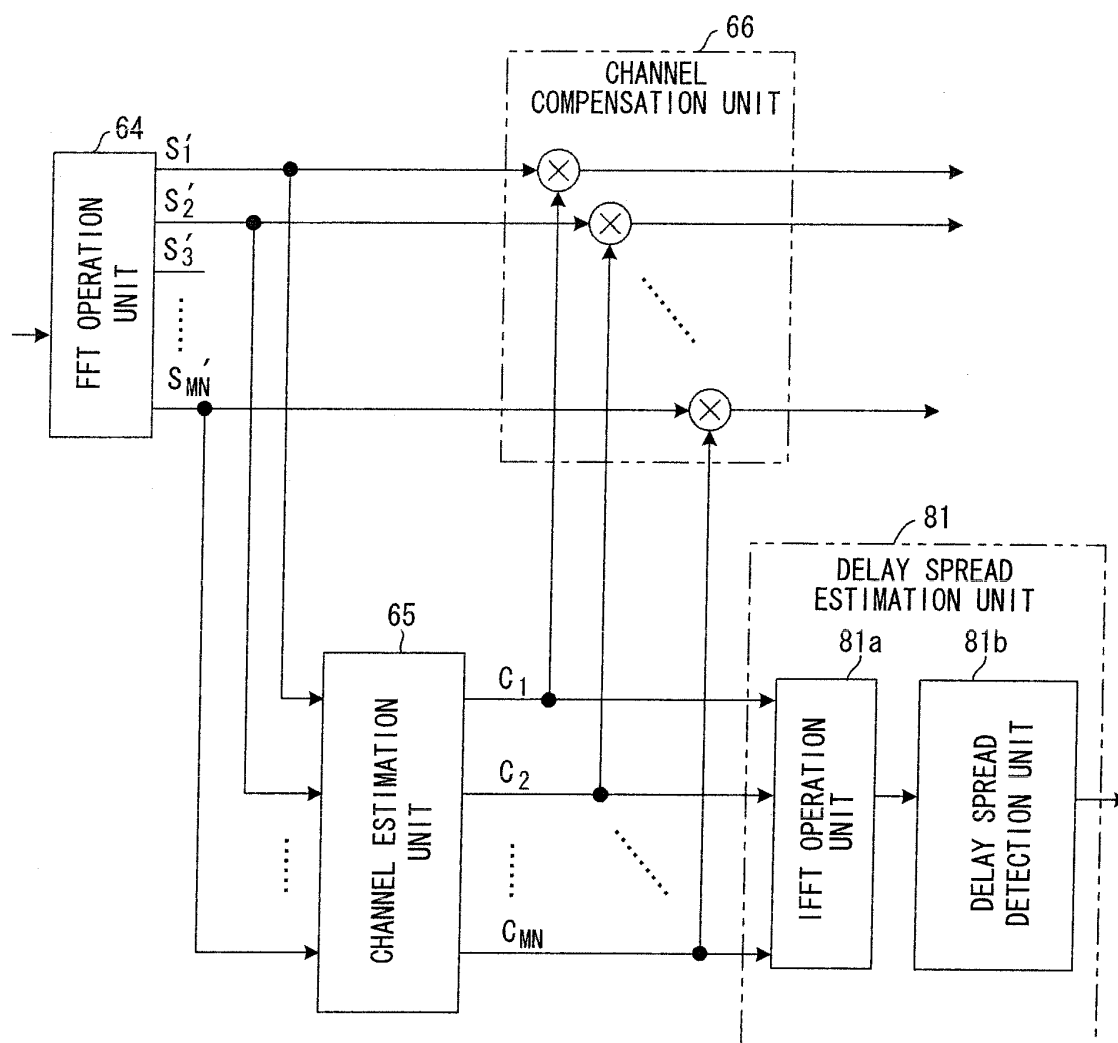 66
CHANNEL
COMPENSATION UNIT
64
S1′
S2′
S3′
SMN′
FFT OPERATION
UNIT
81
DELAY SPREAD
ESTIMATION UNIT
65
81a
81b
C1
C2
CMN
CHANNEL ESTIMATION
UNIT
IFFT OPERATION
UNIT
DELAY SPREAD
DETECTION UNIT